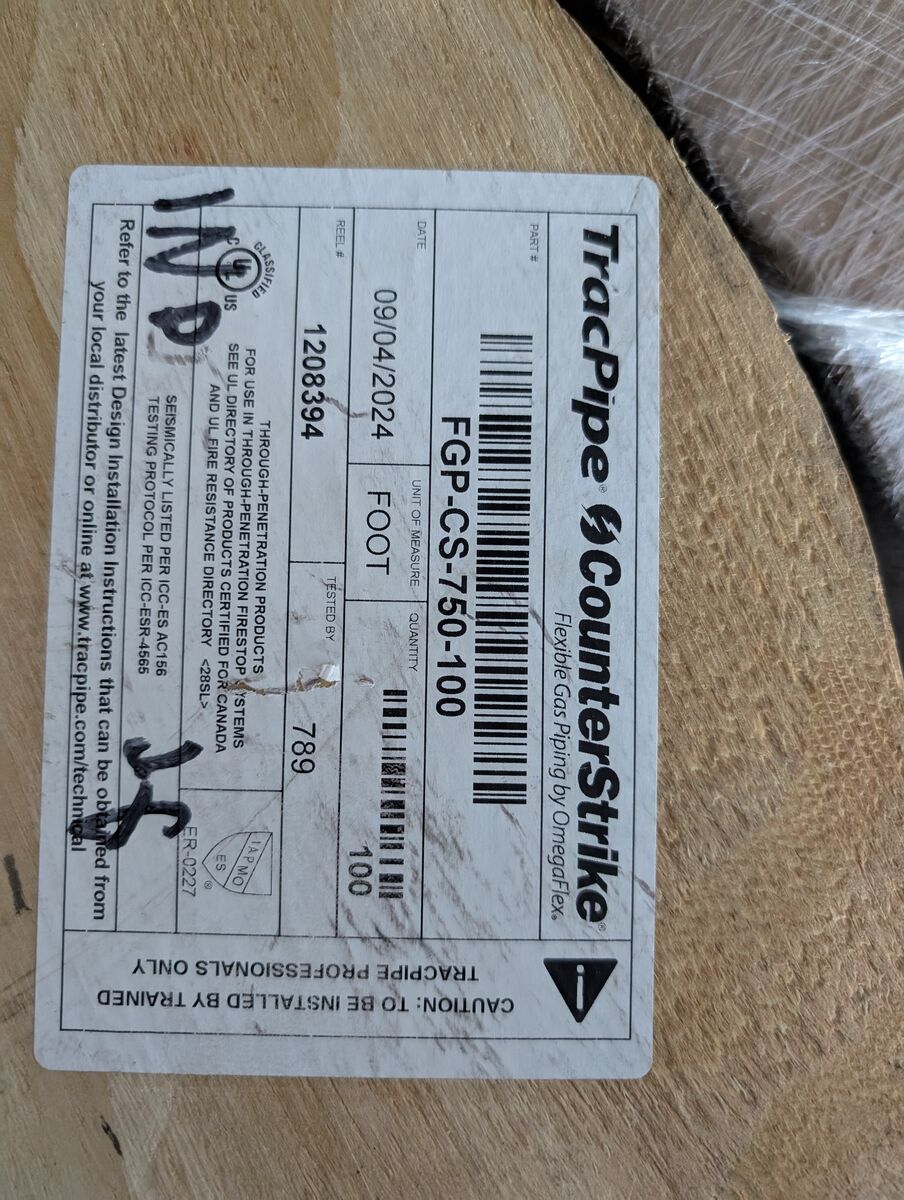 TracPipe® CounterStrike®
Flexible Gas Piping by OmegaFlex®
PART #
FGP-CS-750-100
DATE
09/04/2024
UNIT OF MEASURE
FOOT
QUANTITY
100
REEL #
1208394
TESTED BY
789
CLASSIFIED
C UL US
THROUGH-PENETRATION PRODUCTS
FOR USE IN THROUGH-PENETRATION FIRESTOP SYSTEMS
SEE UL DIRECTORY OF PRODUCTS CERTIFIED FOR CANADA
AND UL FIRE RESISTANCE DIRECTORY <28SL>
IAPMO
ES
®
ER-0227
SEISMICALLY LISTED PER ICC-ES AC156
TESTING PROTOCOL PER ICC-ESR-4565
Refer to the latest Design Installation Instructions that can be obtained from
your local distributor or online at www.tracpipe.com/technical
IND
i
CAUTION: TO BE INSTALLED BY TRAINED
TRACPIPE PROFESSIONALS ONLY